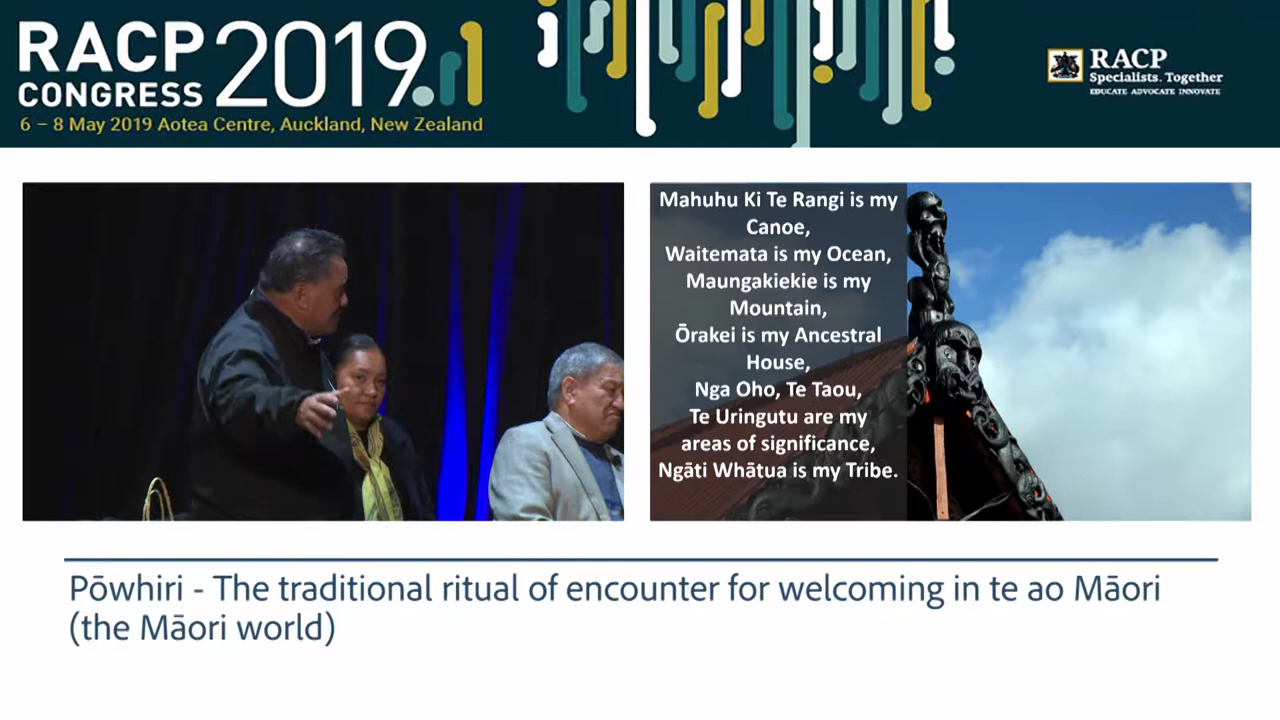 RACP
CONGRESS
2019
6 – 8 May 2019 Aotea Centre, Auckland, New Zealand
RACP
Specialists. Together
EDUCATE ADVOCATE INNOVATE
Mahuhu Ki Te Rangi is my
Canoe,
Waitemata is my Ocean,
Maungakiekie is my
Mountain,
Ōrakei is my Ancestral
House,
Nga Oho, Te Taou,
Te Uringutu are my
areas of significance,
Ngāti Whātua is my Tribe.
Pōwhiri - The traditional ritual of encounter for welcoming in te ao Māori
(the Māori world)